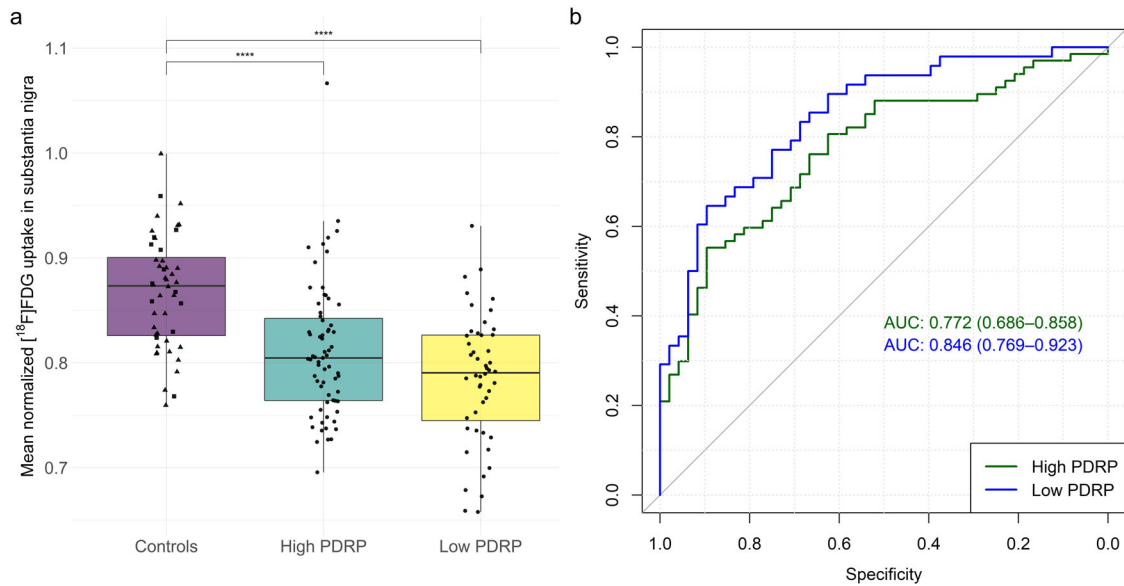 a
Mean normalized [18F]FDG uptake in substantia nigra
1.1
1.0
0.9
0.8
0.7
****
****
Controls
High PDRP
Low PDRP
b
Sensitivity
1.0
0.8
0.6
0.4
0.2
0.0
AUC: 0.772 (0.686–0.858)
AUC: 0.846 (0.769–0.923)
High PDRP
Low PDRP
1.0
0.8
0.6
0.4
0.2
0.0
Specificity